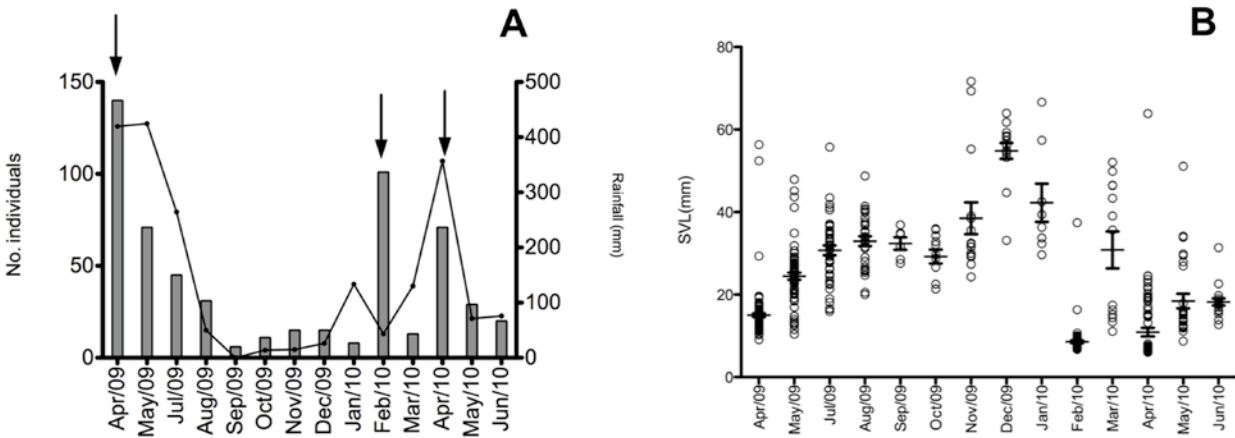 A
No. individuals
150
100
50
0
500
400
300
200
100
0
Rainfall (mm)
Apr/09
May/09
Jul/09
Aug/09
Sep/09
Oct/09
Nov/09
Dec/09
Jan/10
Feb/10
Mar/10
Apr/10
May/10
Jun/10
B
SVL(mm)
80
60
40
20
0
Apr/09
May/09
Jul/09
Aug/09
Sep/09
Oct/09
Nov/09
Dec/09
Jan/10
Feb/10
Mar/10
Apr/10
May/10
Jun/10